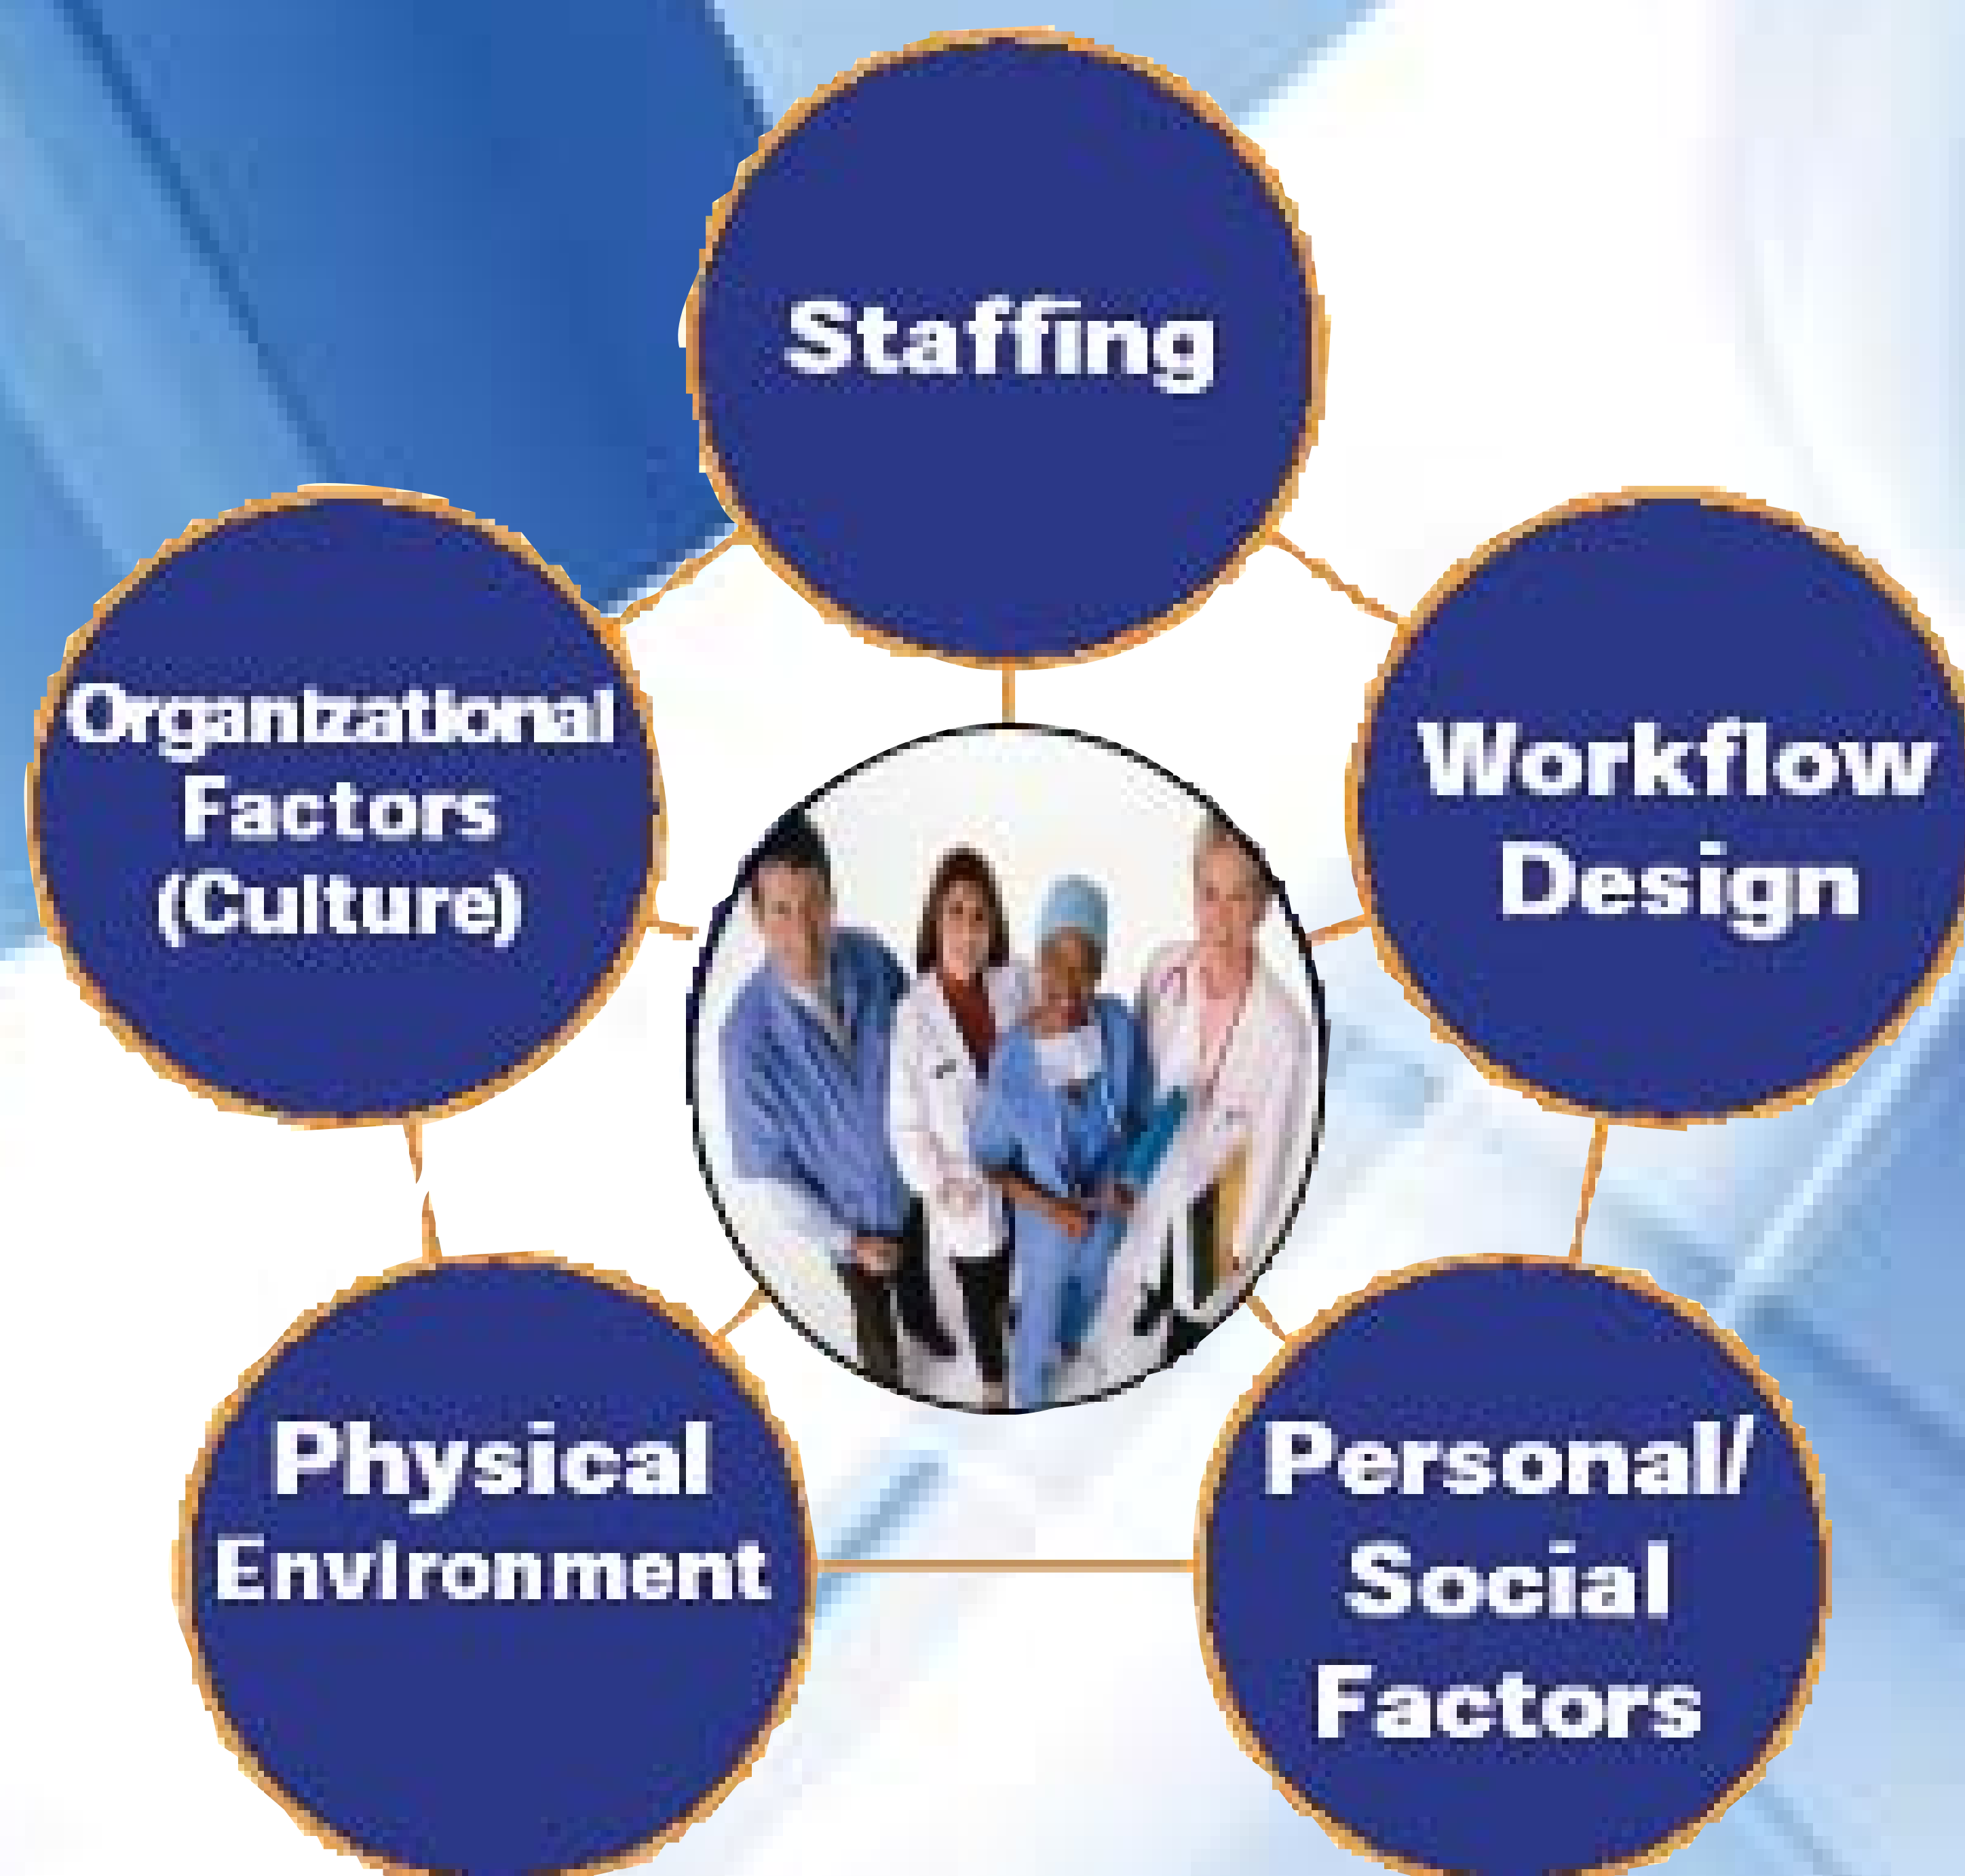 Staffing
Organizational
Factors
(Culture)
Workflow
Design
Physical
Environment
Personal/
Social
Factors